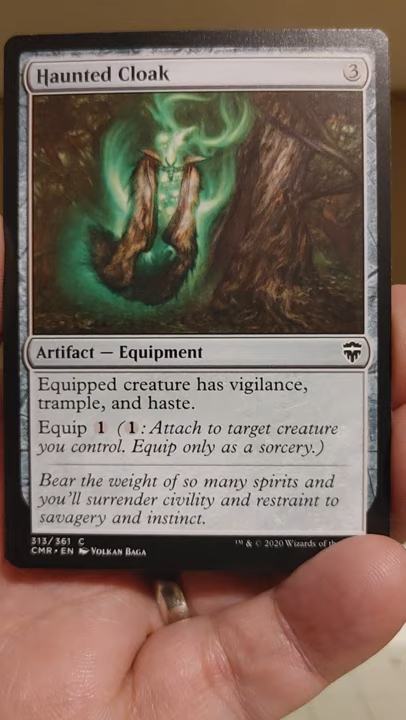 Haunted Cloak 3
Artifact — Equipment
Equipped creature has vigilance,
trample, and haste.
Equip 1 (1: Attach to target creature
you control. Equip only as a sorcery.)
Bear the weight of so many spirits and
you'll surrender civility and restraint to
savagery and instinct.
313/361 C
CMR • EN Volkan Baga ™ & © 2020 Wizards of